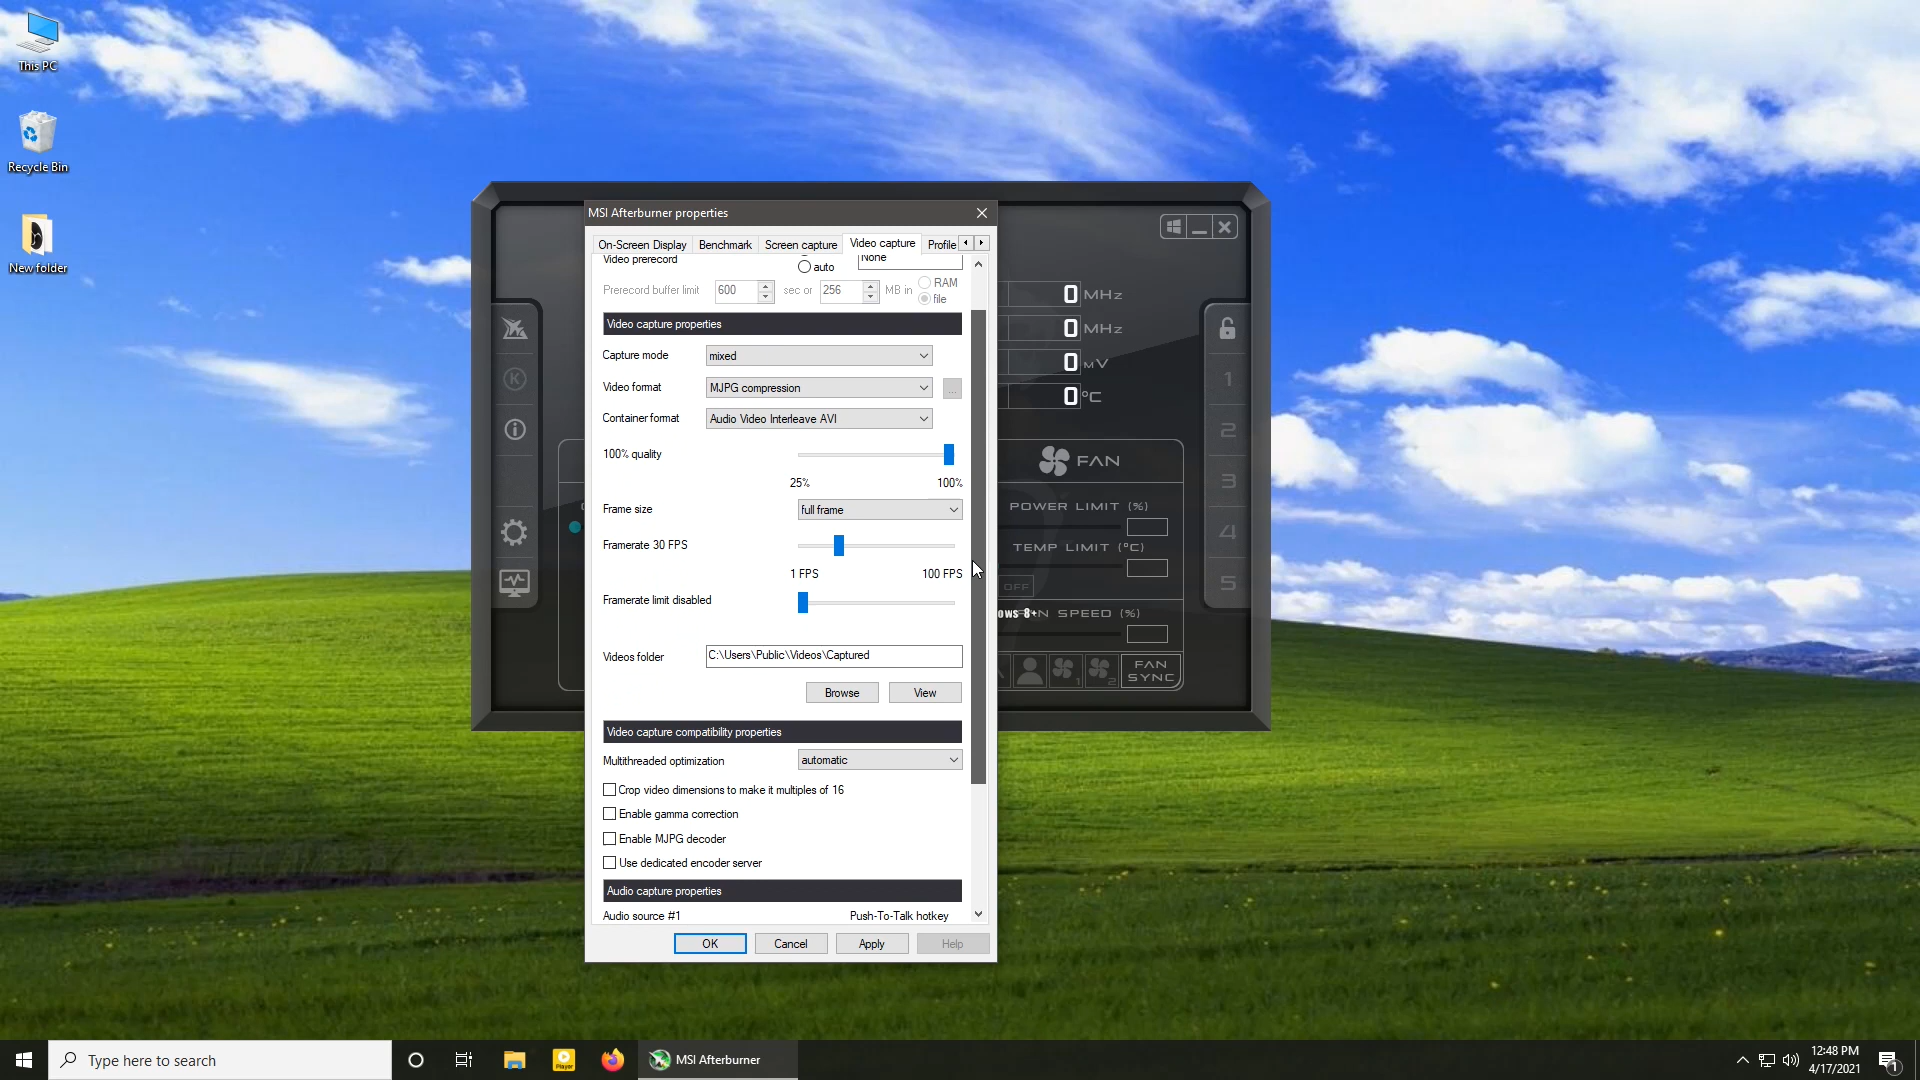 This PC
Recycle Bin
New folder
MSI Afterburner properties
On-Screen Display
Benchmark
Screen capture
Video capture
Profile
Video prerecord
auto
None
Prerecord buffer limit
600
sec or
256
MB in
RAM
file
Video capture properties
Capture mode
mixed
Video format
MJPG compression
...
Container format
Audio Video Interleave AVI
100% quality
25%
100%
Frame size
full frame
Framerate 30 FPS
1 FPS
100 FPS
Framerate limit disabled
Videos folder
C:\Users\Public\Videos\Captured
Browse
View
Video capture compatibility properties
Multithreaded optimization
automatic
Crop video dimensions to make it multiples of 16
Enable gamma correction
Enable MJPG decoder
Use dedicated encoder server
Audio capture properties
Audio source #1
Push-To-Talk hotkey
OK
Cancel
Apply
Help
K
0 MHz
0 MHz
0 MV
0 °C
FAN
POWER LIMIT (%)
TEMP LIMIT (°C)
OFF
SPEED (%)
1
2
FAN
SYNC
1
2
3
4
5
Type here to search
Player
MSI Afterburner
12:48 PM
4/17/2021
1